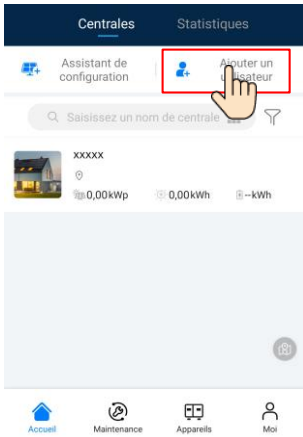 Centrales Statistiques
Assistant de configuration
Ajouter un utilisateur
Saisissez un nom de centrale
xxxxx
0,00kWp 0,00kWh --kWh
Accueil Maintenance Appareils Moi